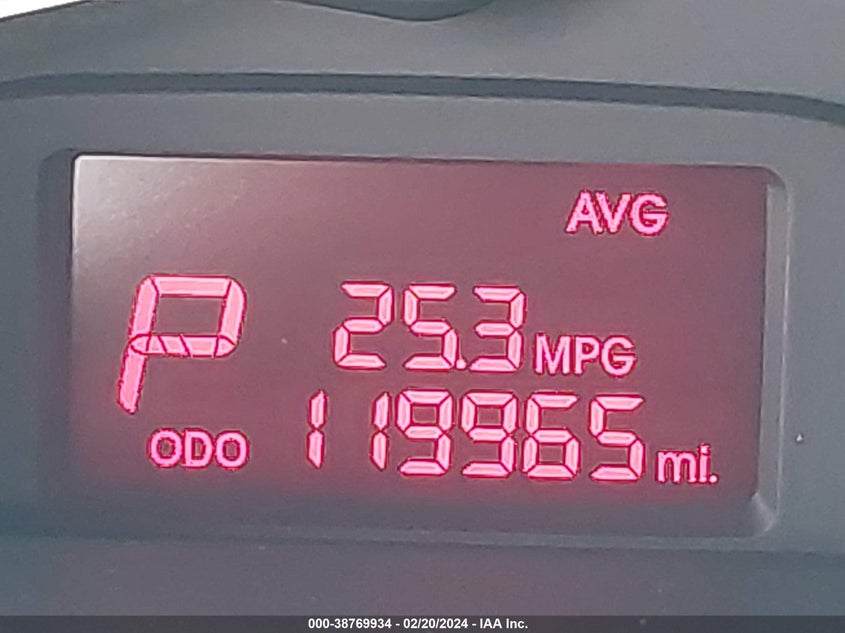 AVG
P 25.3 MPG
ODO 119965 mi.
000-38769934 - 02/20/2024 - IAA Inc.